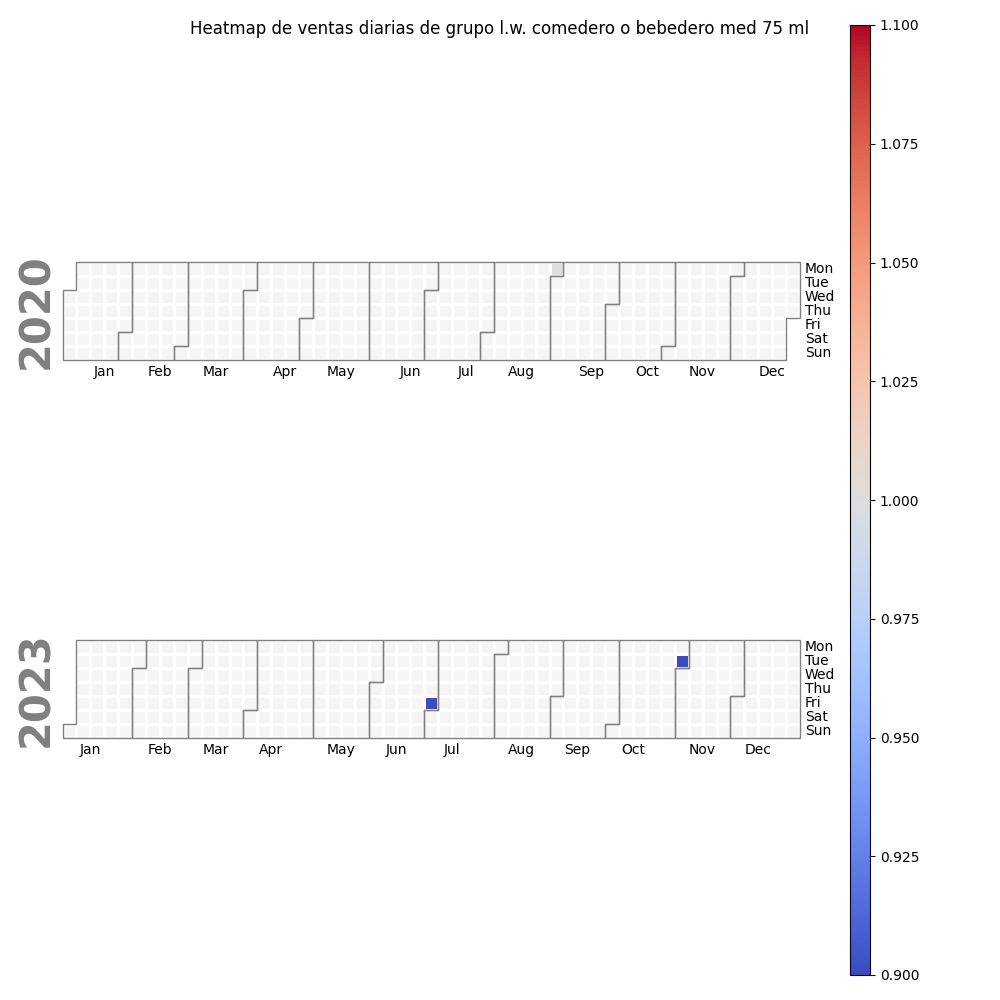 Heatmap de ventas diarias de grupo l.w. comedero o bebedero med 75 ml
2020
Mon
Tue
Wed
Thu
Fri
Sat
Sun
Jan Feb Mar Apr May Jun Jul Aug Sep Oct Nov Dec
2023
Mon
Tue
Wed
Thu
Fri
Sat
Sun
Jan Feb Mar Apr May Jun Jul Aug Sep Oct Nov Dec
1.100
1.075
1.050
1.025
1.000
0.975
0.950
0.925
0.900